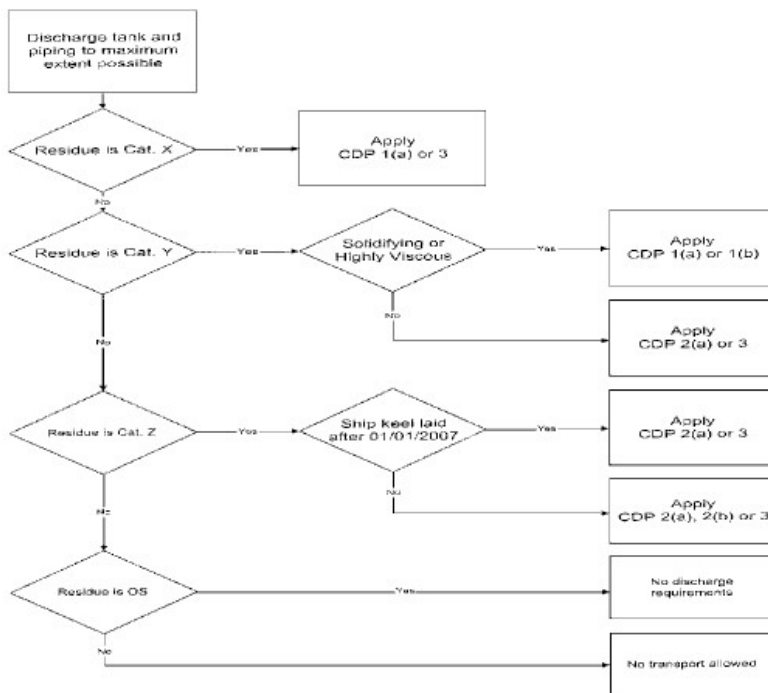 Discharge tank and
piping to maximum
extent possible
Residue is Cat. X
Yes
Apply
CDP 1(a) or 3
No
Residue is Cat. Y
Yes
Solidifying or
Highly Viscous
Yes
Apply
CDP 1(a) or 1(b)
No
Apply
CDP 2(a) or 3
No
Residue is Cat. Z
Yes
Ship keel laid
after 01/01/2007
Yes
Apply
CDP 2(a) or 3
No
Apply
CDP 2(a), 2(b) or 3
No
Residue is OS
Yes
No discharge
requirements
No
No transport allowed